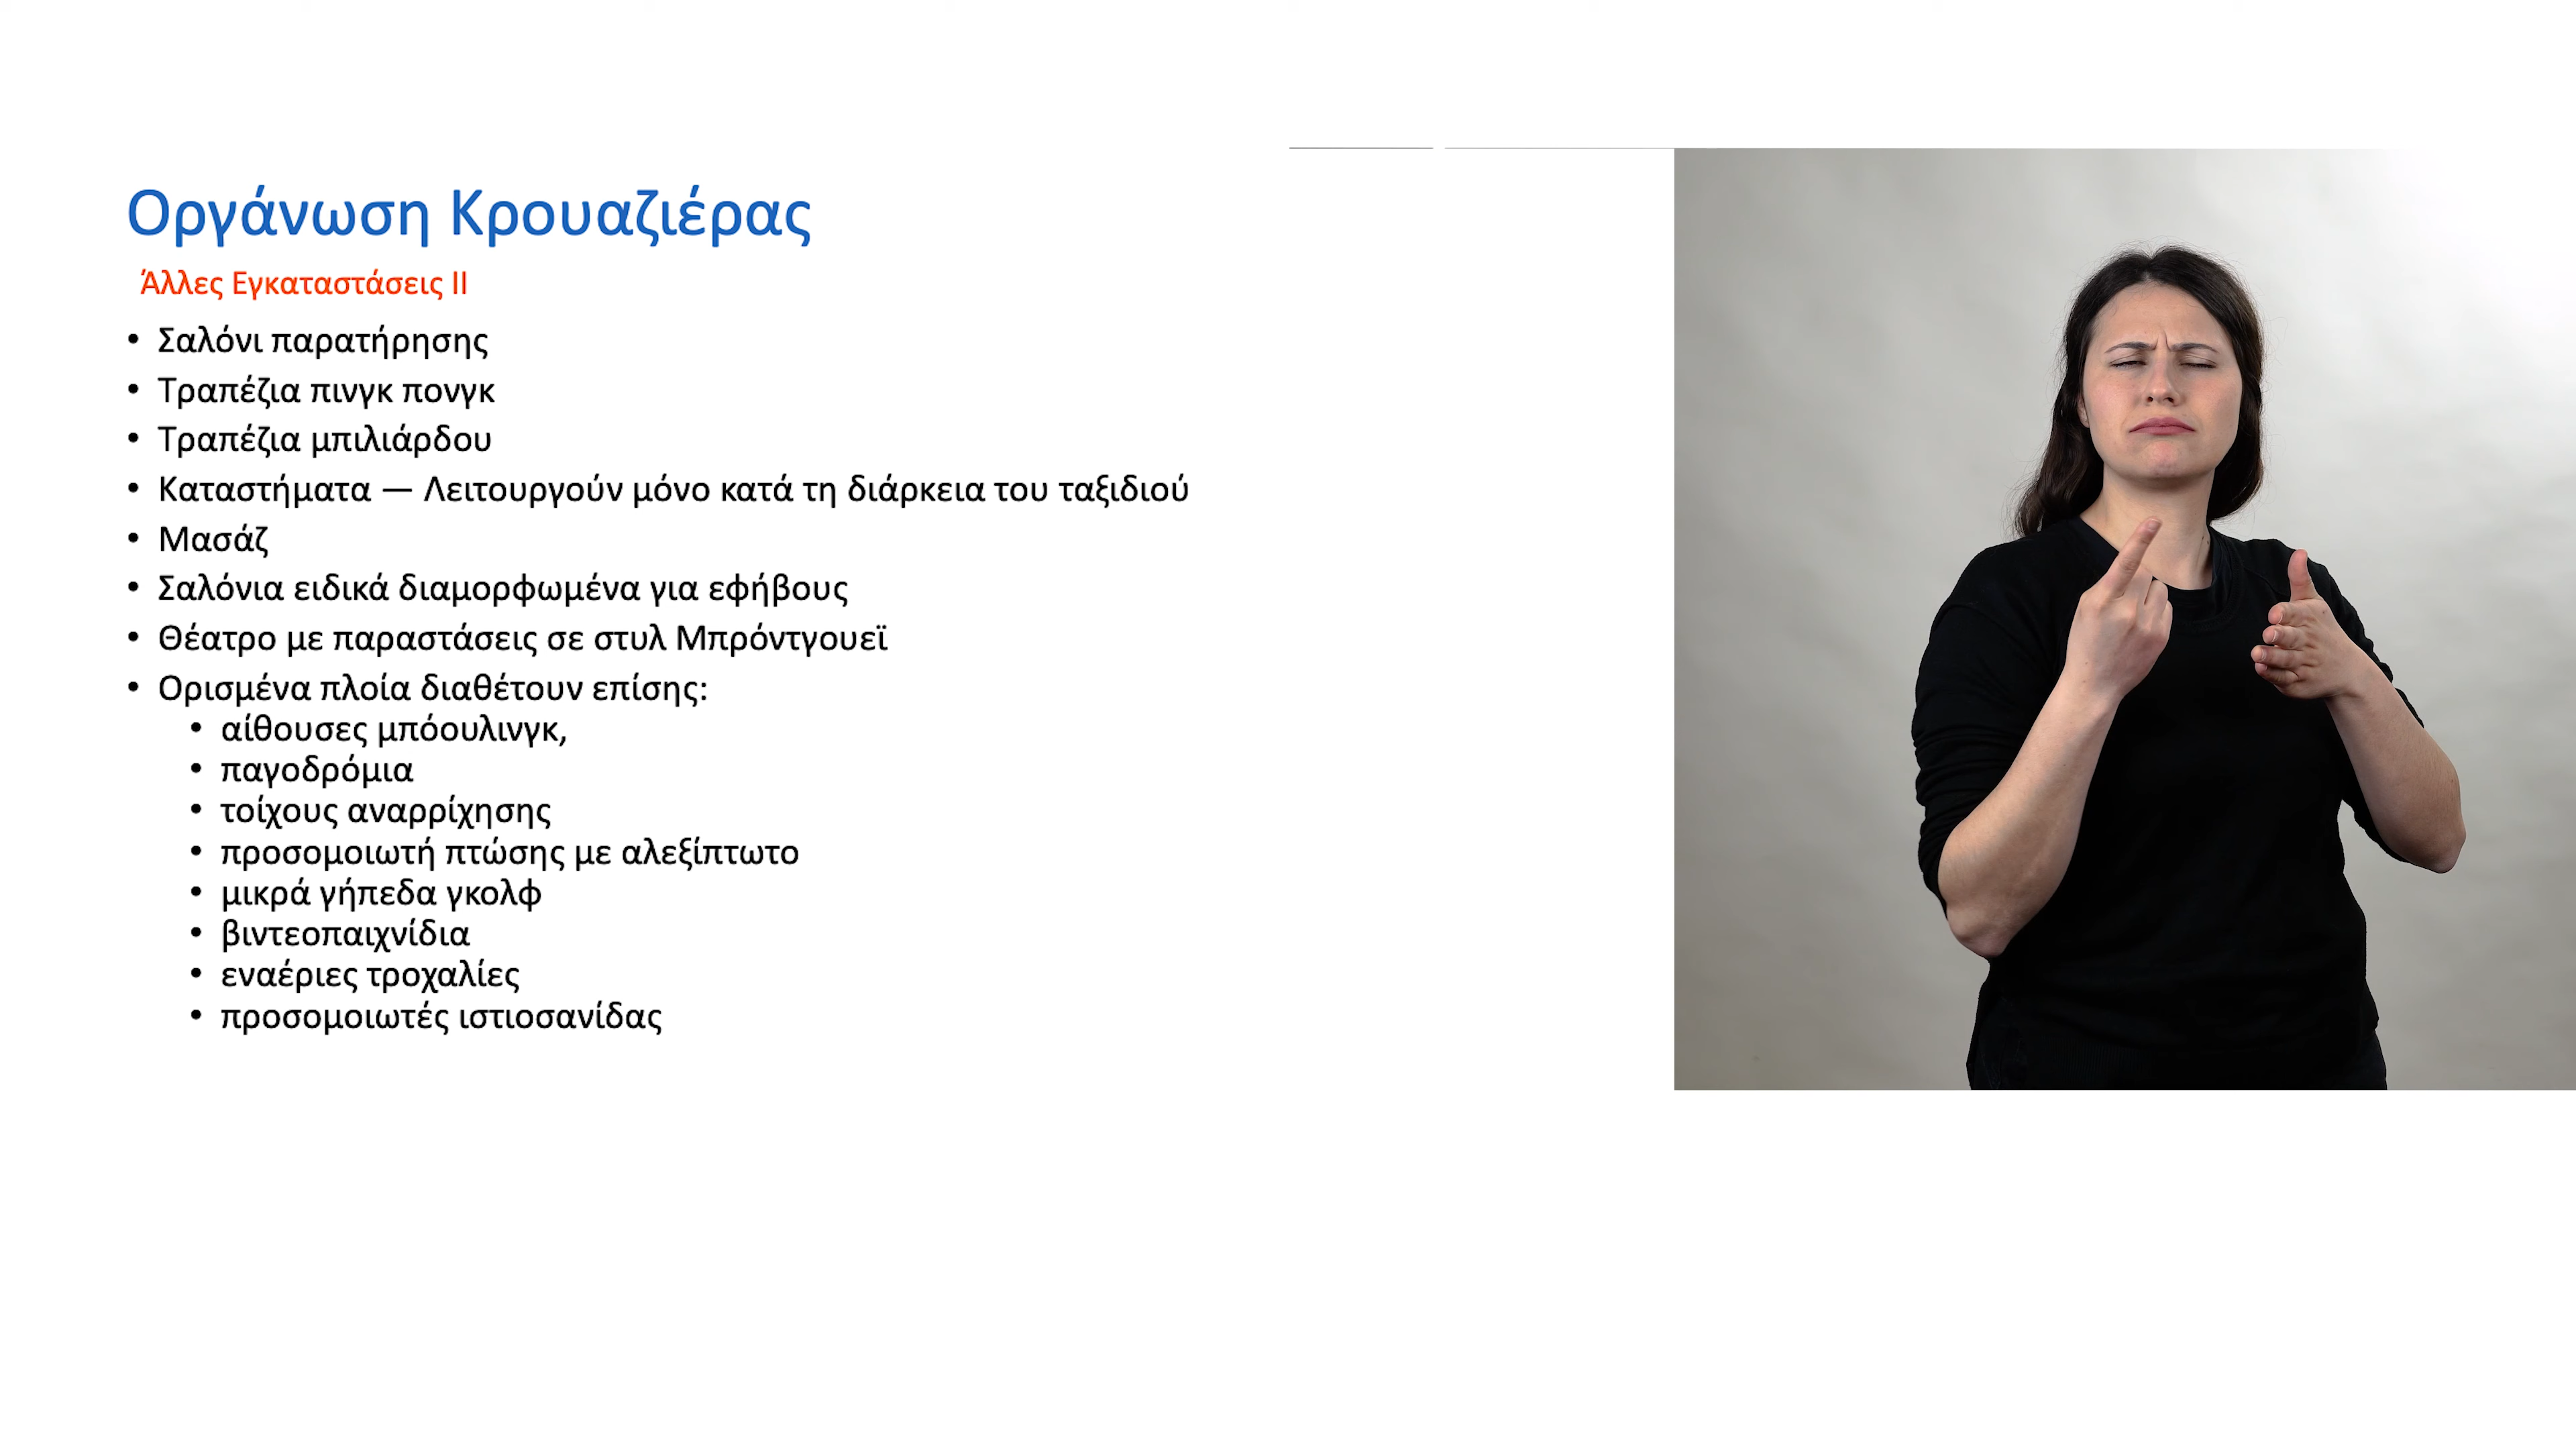 Οργάνωση Κρουαζιέρας
Άλλες Εγκαταστάσεις ΙΙ
• Σαλόνι παρατήρησης
• Τραπέζια πινγκ πονγκ
• Τραπέζια μπιλιάρδου
• Καταστήματα — Λειτουργούν μόνο κατά τη διάρκεια του ταξιδιού
• Μασάζ
• Σαλόνια ειδικά διαμορφωμένα για εφήβους
• Θέατρο με παραστάσεις σε στυλ Μπρόντγουεϊ
• Ορισμένα πλοία διαθέτουν επίσης:
• αίθουσες μπόουλινγκ,
• παγοδρόμια
• τοίχους αναρρίχησης
• προσομοιωτή πτώσης με αλεξίπτωτο
• μικρά γήπεδα γκολφ
• βιντεοπαιχνίδια
• εναέριες τροχαλίες
• προσομοιωτές ιστιοσανίδας